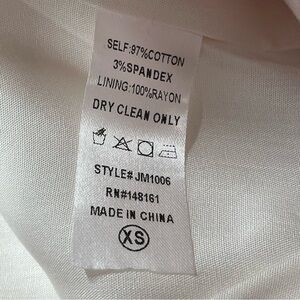 SELF:97%COTTON
3%SPANDEX
LINING:100%RAYON
DRY CLEAN ONLY
STYLE# JM1006
RN#148161
MADE IN CHINA
XS